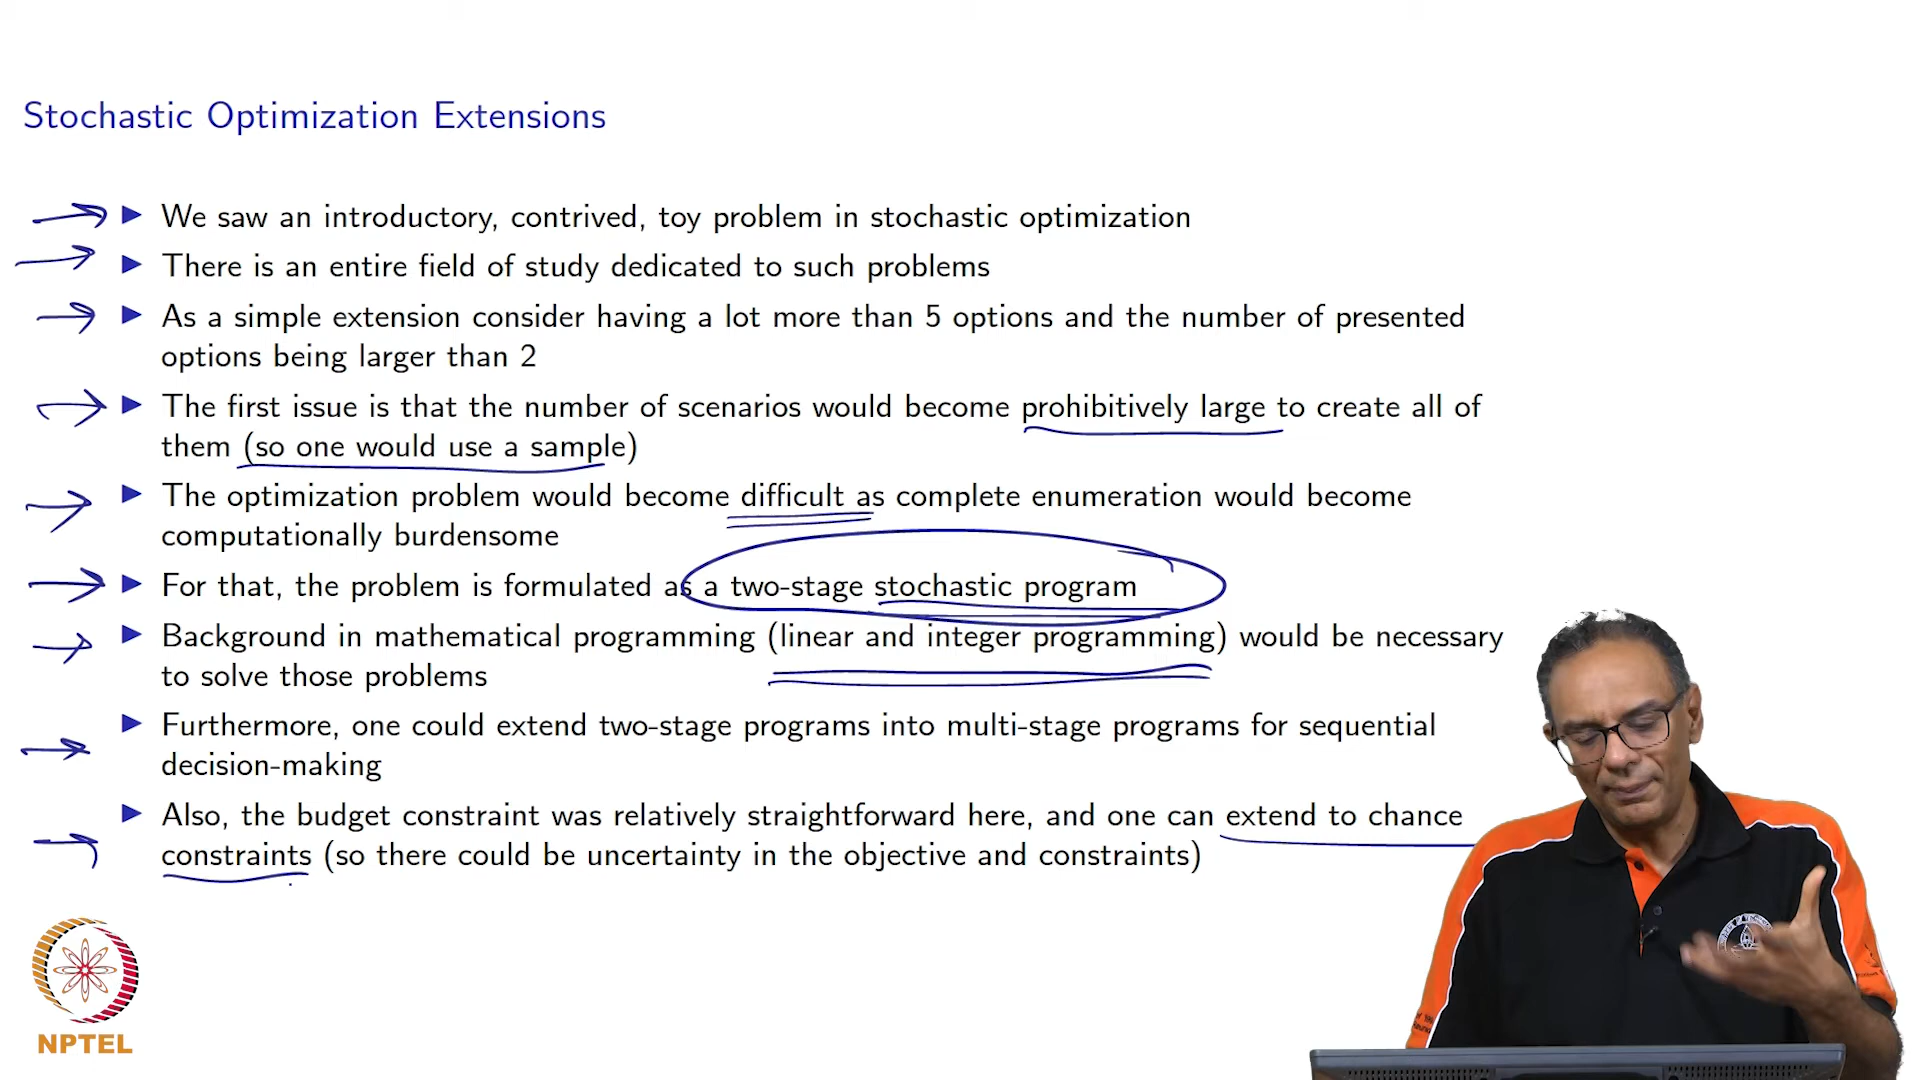 Stochastic Optimization Extensions
We saw an introductory, contrived, toy problem in stochastic optimization
There is an entire field of study dedicated to such problems
As a simple extension consider having a lot more than 5 options and the number of presented
options being larger than 2
The first issue is that the number of scenarios would become prohibitively large to create all of
them (so one would use a sample)
The optimization problem would become difficult as complete enumeration would become
computationally burdensome
For that, the problem is formulated as a two-stage stochastic program
Background in mathematical programming (linear and integer programming) would be necessary
to solve those problems
Furthermore, one could extend two-stage programs into multi-stage programs for sequential
decision-making
Also, the budget constraint was relatively straightforward here, and one can extend to chance
constraints (so there could be uncertainty in the objective and constraints)
NPTEL